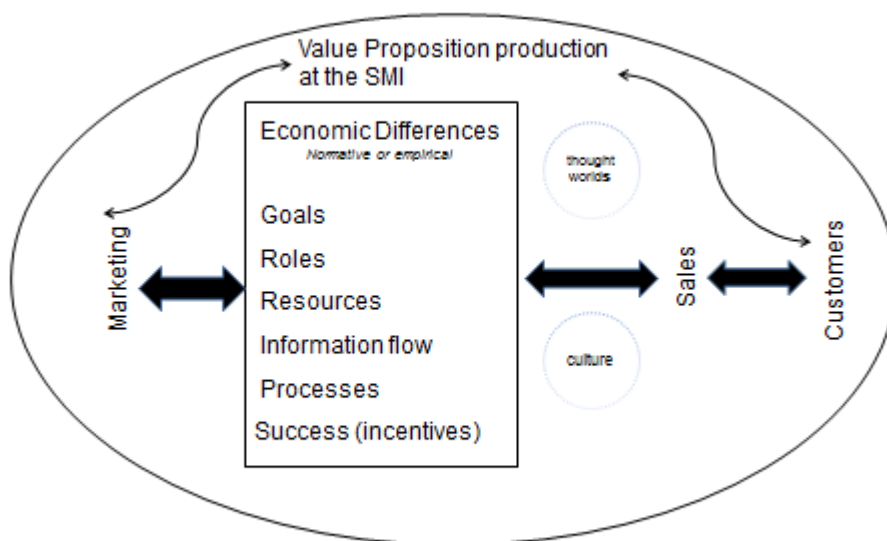 Value Proposition production
at the SMI
Economic Differences
Normative or empirical
Goals
Roles
Resources
Information flow
Processes
Success (incentives)
thought
worlds
culture
Marketing
Sales
Customers